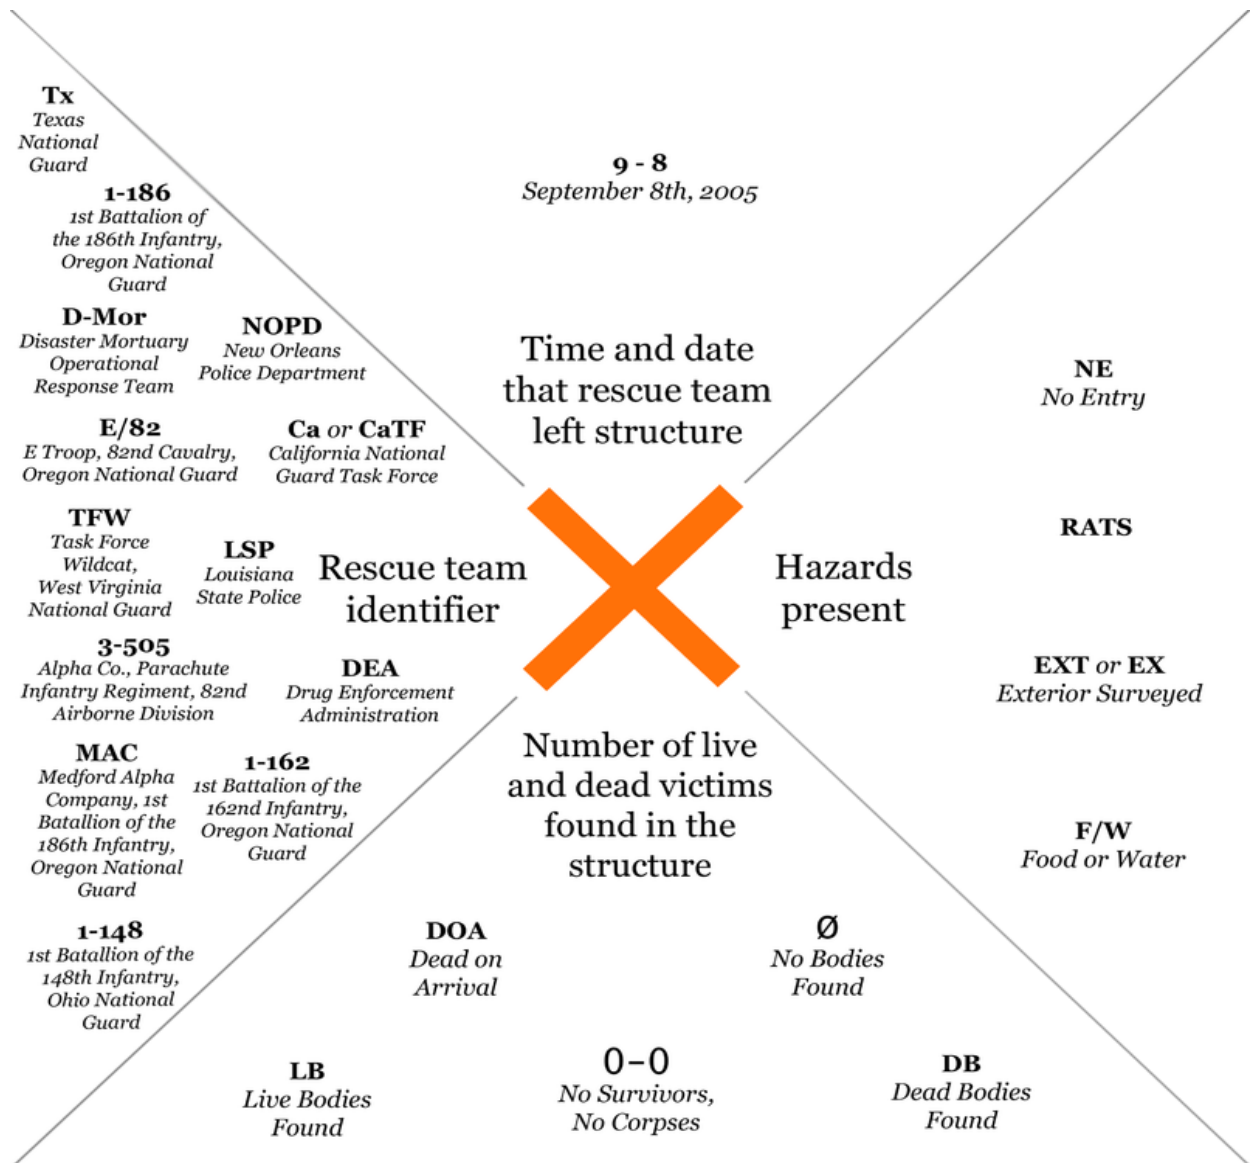 Tx
Texas
National
Guard
1-186
1st Battalion of
the 186th Infantry,
Oregon National
Guard
D-Mor
Disaster Mortuary
Operational
Response Team
NOPD
New Orleans
Police Department
E/82
E Troop, 82nd Cavalry,
Oregon National Guard
Ca or CaTF
California National
Guard Task Force
TFW
Task Force
Wildcat,
West Virginia
National Guard
LSP
Louisiana
State Police
Rescue team
identifier
3-505
Alpha Co., Parachute
Infantry Regiment, 82nd
Airborne Division
DEA
Drug Enforcement
Administration
MAC
Medford Alpha
Company, 1st
Batallion of the
186th Infantry,
Oregon National
Guard
1-162
1st Battalion of the
162nd Infantry,
Oregon National
Guard
1-148
1st Batallion of the
148th Infantry,
Ohio National
Guard
9 - 8
September 8th, 2005
Time and date
that rescue team
left structure
Hazards
present
NE
No Entry
RATS
EXT or EX
Exterior Surveyed
F/W
Food or Water
Number of live
and dead victims
found in the
structure
DOA
Dead on
Arrival
Ø
No Bodies
Found
LB
Live Bodies
Found
0–0
No Survivors,
No Corpses
DB
Dead Bodies
Found